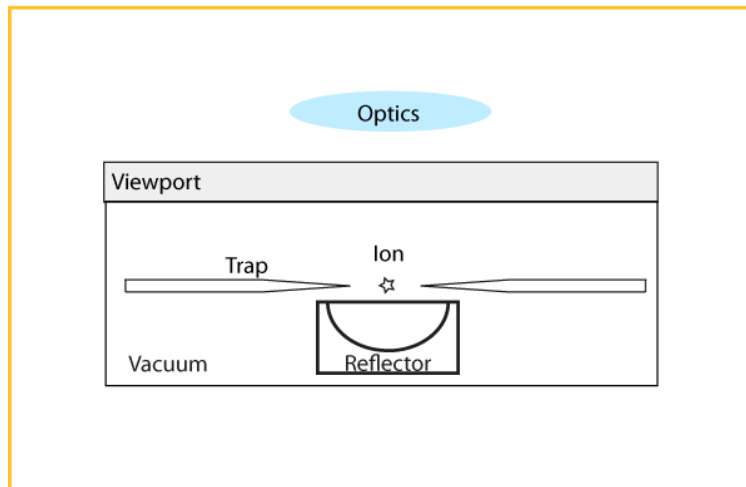 Optics
Viewport
Ion
Trap
Vacuum
Reflector